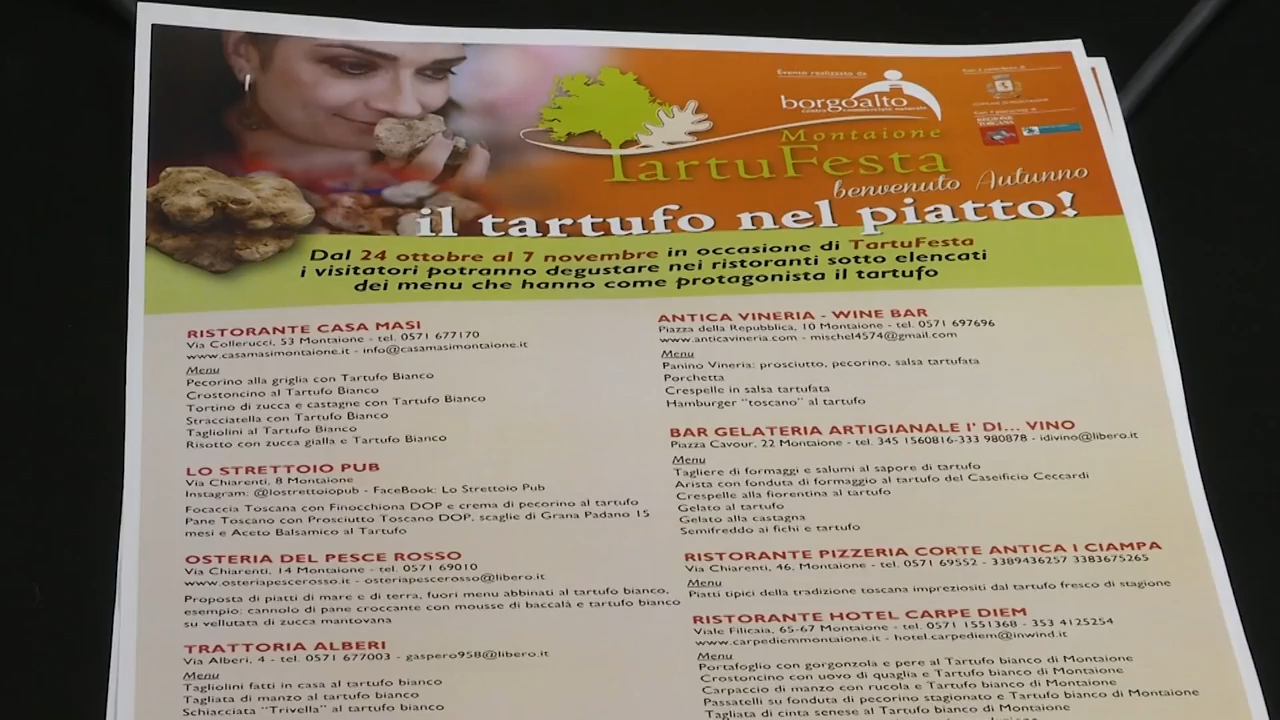 Evento realizzato da
borgoalto
centro commerciale naturale
REGIONE
TOSCANA
Montaione
TartuFesta
benvenuto Autunno
il tartufo nel piatto!
Dal 24 ottobre al 7 novembre in occasione di TartuFesta
i visitatori potranno degustare nei ristoranti sotto elencati
dei menu che hanno come protagonista il tartufo
RISTORANTE CASA MASI
Via Collerucci, 53 Montaione - tel. 0571 677170
www.casamasimontaione.it - info@casamasimontaione.it
Menu
Pecorino alla griglia con Tartufo Bianco
Crostoncino al Tartufo Bianco
Tortino di zucca e castagne con Tartufo Bianco
Stracciatella con Tartufo Bianco
Tagliolini al Tartufo Bianco
Risotto con zucca gialla e Tartufo Bianco
LO STRETTOIO PUB
Via Chiarenti, 8 Montaione
Instagram: @lostrettoiopub - FaceBook: Lo Strettoio Pub
Focaccia Toscana con Finocchiona DOP e crema di pecorino al tartufo
Pane Toscano con Prosciutto Toscano DOP, scaglie di Grana Padano 15
mesi e Aceto Balsamico al Tartufo
OSTERIA DEL PESCE ROSSO
Via Chiarenti, 14 Montaione - tel. 0571 69010
www.osteriapescerosso.it - osteriapescerosso@libero.it
Proposta di piatti di mare e di terra, fuori menu abbinati al tartufo bianco,
esempio: cannolo di pane croccante con mousse di baccalà e tartufo bianco
su vellutata di zucca mantovana
TRATTORIA ALBERI
Via Alberi, 4 - tel. 0571 677003 - gaspero958@libero.it
Menu
Tagliolini fatti in casa al tartufo bianco
Tagliata di manzo al tartufo bianco
Schiacciata "Trivella" al tartufo bianco
ANTICA VINERIA - WINE BAR
Piazza della Repubblica, 10 Montaione - tel. 0571 697696
www.anticavineria.com - mischel4574@gmail.com
Menu
Panino Vineria: prosciutto, pecorino, salsa tartufata
Porchetta
Crespelle in salsa tartufata
Hamburger "toscano" al tartufo
BAR GELATERIA ARTIGIANALE I' DI... VINO
Piazza Cavour, 22 Montaione - tel. 345 1560816-333 980878 - idivino@libero.it
Menu
Tagliere di formaggi e salumi al sapore di tartufo
Arista con fonduta di formaggio al tartufo del Caseificio Ceccardi
Crespelle alla fiorentina al tartufo
Gelato al tartufo
Gelato alla castagna
Semifreddo ai fichi e tartufo
RISTORANTE PIZZERIA CORTE ANTICA I CIAMPA
Via Chiarenti, 46, Montaione - tel. 0571 69552 - 3389436257 3383675265
Menu
Piatti tipici della tradizione toscana impreziositi dal tartufo fresco di stagione
RISTORANTE HOTEL CARPE DIEM
Viale Filicaia, 65-67 Montaione - tel. 0571 1551368 - 353 4125254
www.carpediemmontaione.it - hotel.carpediem@inwind.it
Menu
Portafoglio con gorgonzola e pere al Tartufo bianco di Montaione
Crostoncino con uovo di quaglia e Tartufo bianco di Montaione
Carpaccio di manzo con rucola e Tartufo bianco di Montaione
Passatelli su fonduta di pecorino stagionato e Tartufo bianco di Montaione
Tagliata di cinta senese al Tartufo bianco di Montaione